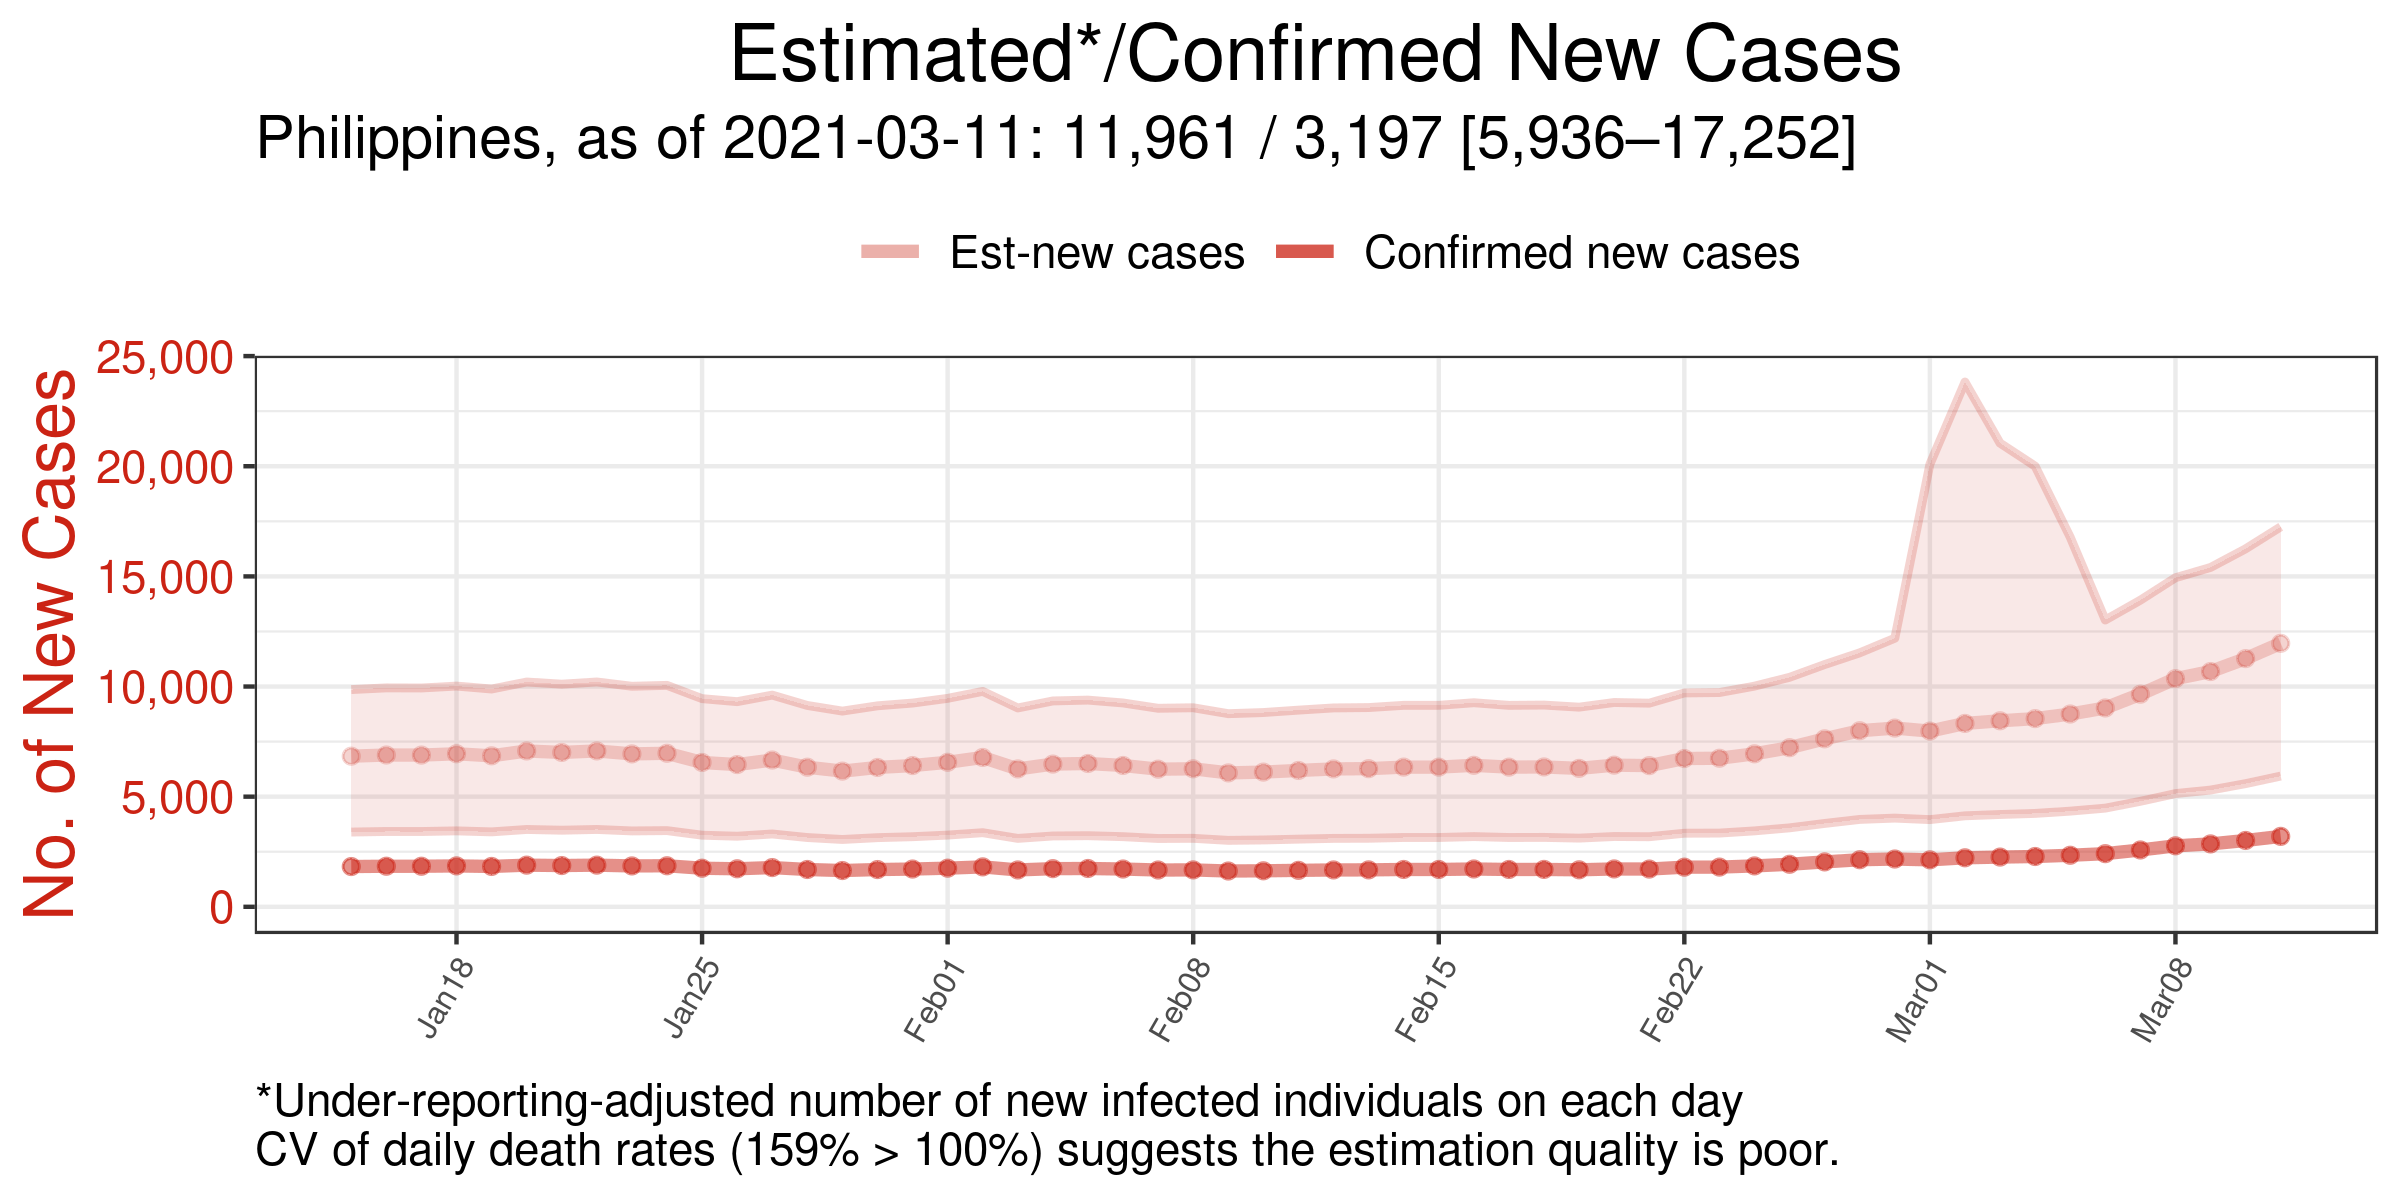 Estimated*/Confirmed New Cases
Philippines, as of 2021-03-11: 11,961 / 3,197 [5,936–17,252]
Est-new cases
Confirmed new cases
No. of New Cases
25,000
20,000
15,000
10,000
5,000
0
Jan18
Jan25
Feb01
Feb08
Feb15
Feb22
Mar01
Mar08
*Under-reporting-adjusted number of new infected individuals on each day
CV of daily death rates (159% > 100%) suggests the estimation quality is poor.